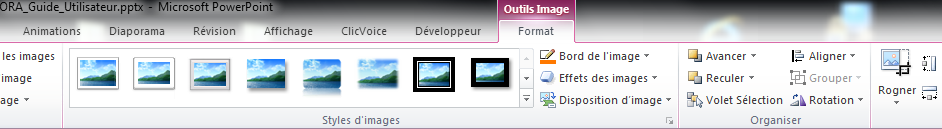 ORA_Guide_Utilisateur.pptx - Microsoft PowerPoint
Outils Image
Animations Diaporama Révision Affichage ClicVoice Développeur Format
les images Bord de l'image Avancer Aligner
image Effets des images Reculer Grouper Rogner
age Disposition d'image Volet Sélection Rotation
Styles d'images Organiser